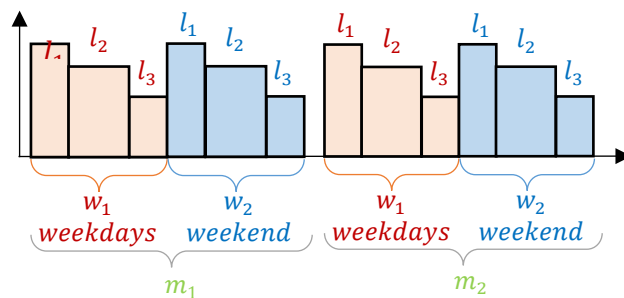 l₁ l₂ l₃ l₁ l₂ l₃ l₁ l₂ l₃ l₁ l₂ l₃
w₁ w₂ w₁ w₂
weekdays weekend weekdays weekend
m₁ m₂